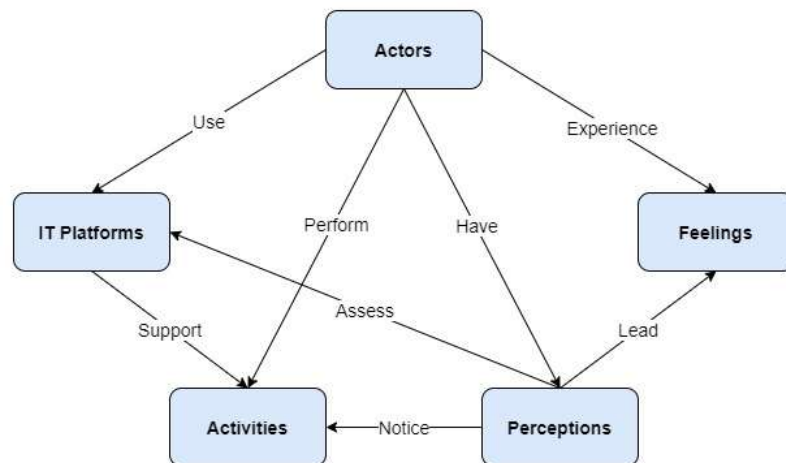 Actors
Use
Experience
IT Platforms
Perform
Have
Feelings
Support
Assess
Lead
Activities
Notice
Perceptions